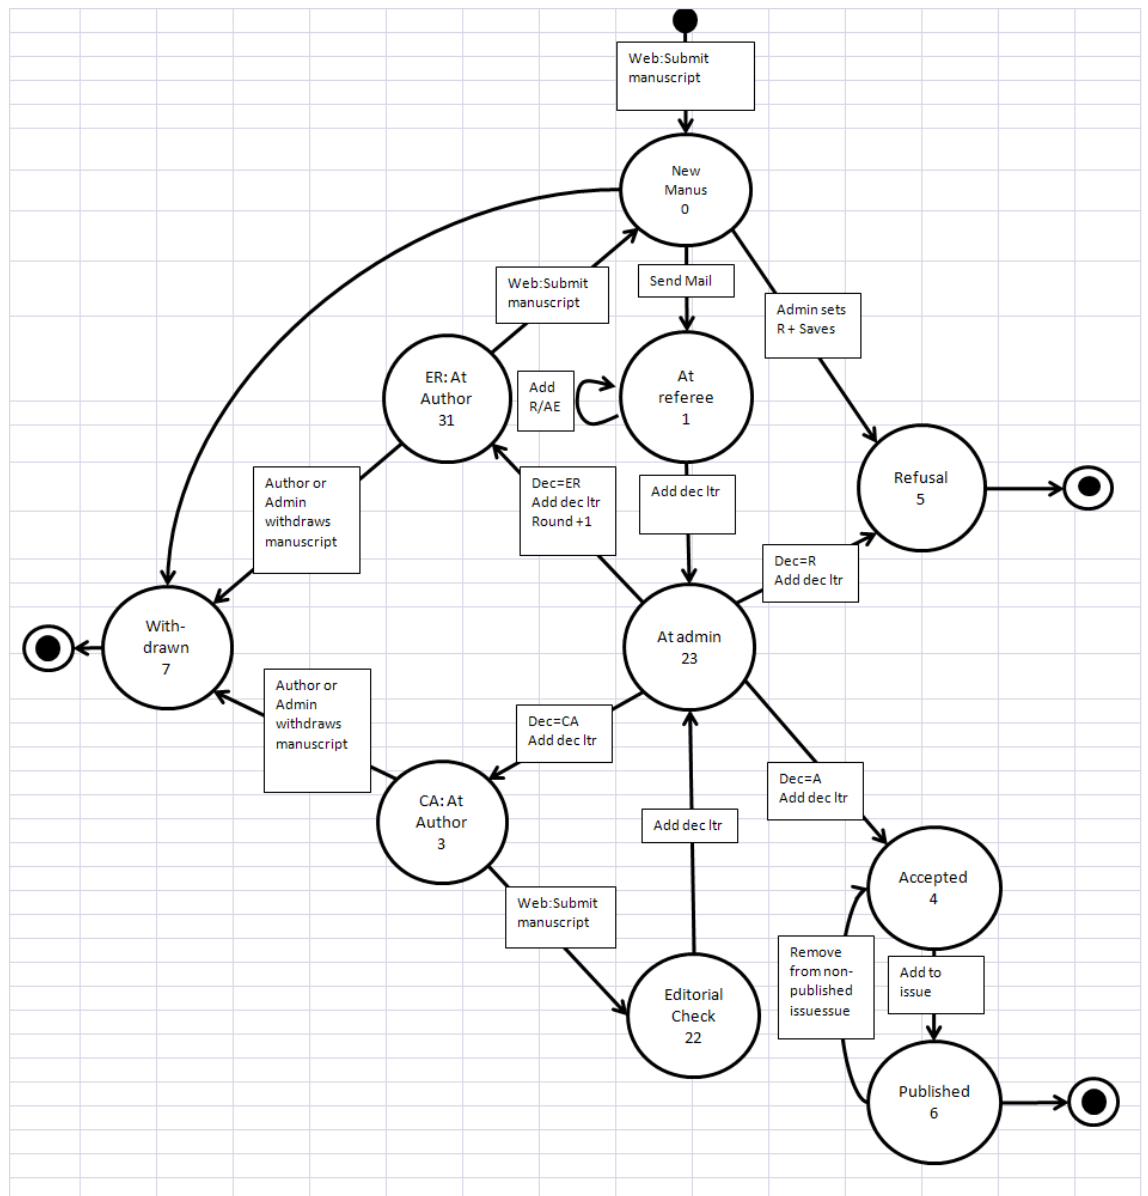 Web:Submit
manuscript
New
Manus
0
Web:Submit
manuscript
Send Mail
Admin sets
R + Saves
ER: At
Author
31
Add
R/AE
At
referee
1
Refusal
5
Author or
Admin
withdraws
manuscript
Dec=ER
Add dec ltr
Round +1
Add dec ltr
Dec=R
Add dec ltr
With-
drawn
7
At admin
23
Author or
Admin
withdraws
manuscript
Dec=CA
Add dec ltr
Dec=A
Add dec ltr
CA: At
Author
3
Add dec ltr
Accepted
4
Web:Submit
manuscript
Remove
from non-
published
issuessue
Add to
issue
Editorial
Check
22
Published
6